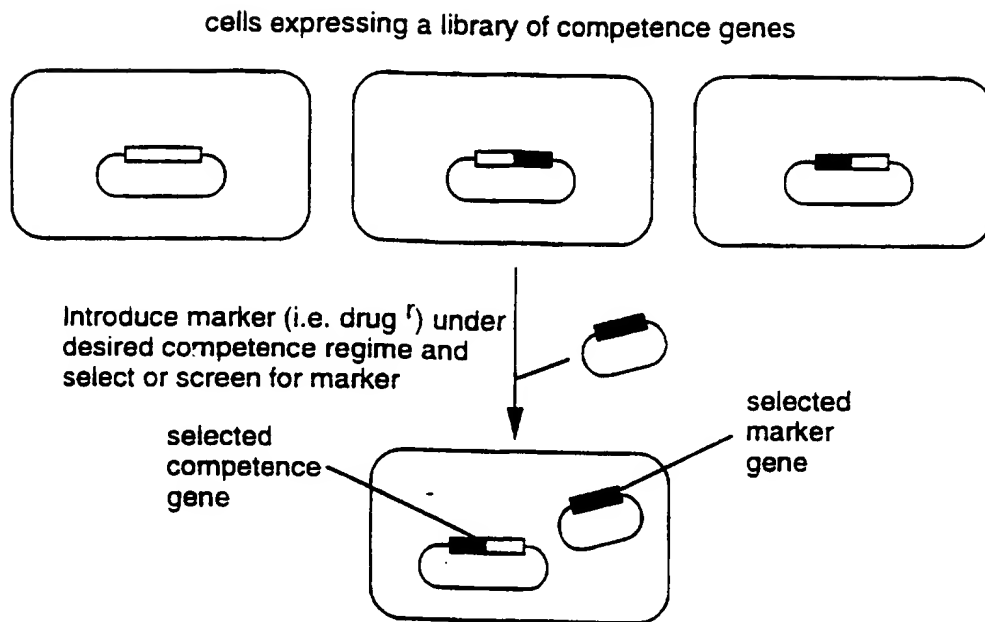 cells expressing a library of competence genes
Introduce marker (i.e. drug r) under
desired competence regime and
select or screen for marker
selected
competence
gene
selected
marker
gene